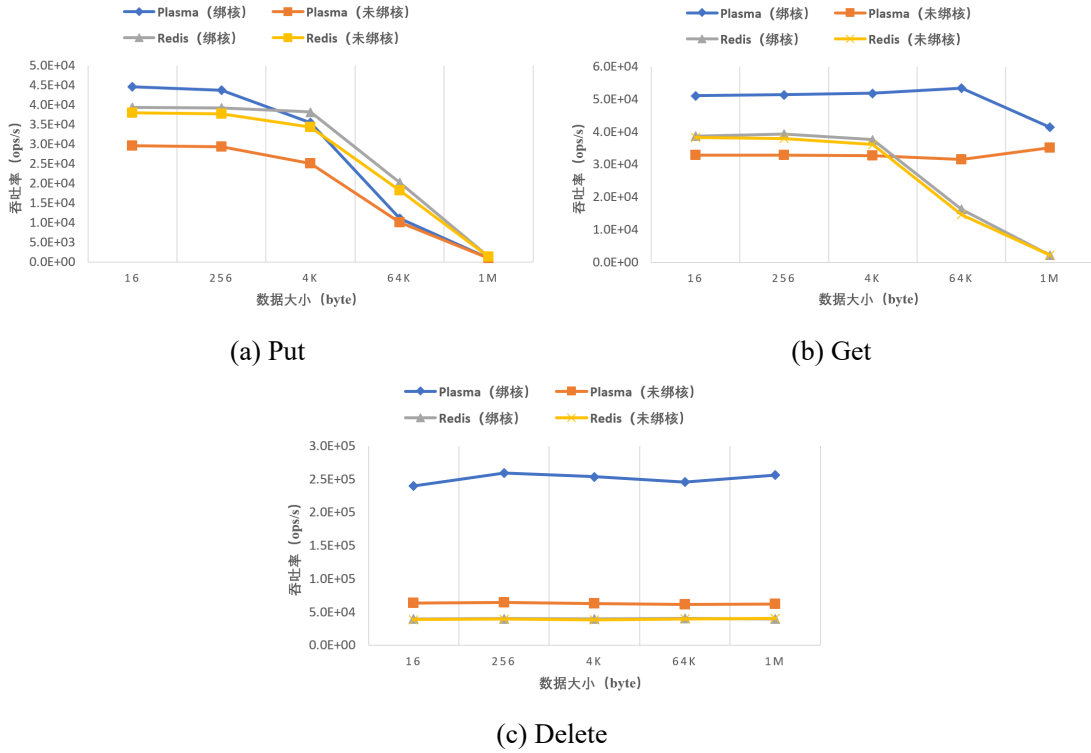 Plasma（绑核） Plasma（未绑核）
Redis（绑核） Redis（未绑核）
5.0E+04
4.5E+04
4.0E+04
3.5E+04
3.0E+04
2.5E+04
2.0E+04
1.5E+04
1.0E+04
5.0E+03
0.0E+00
吞吐率（ops/s）
16 256 4K 64K 1M
数据大小（byte）
(a) Put
Plasma（绑核） Plasma（未绑核）
Redis（绑核） Redis（未绑核）
6.0E+04
5.0E+04
4.0E+04
3.0E+04
2.0E+04
1.0E+04
0.0E+00
吞吐率（ops/s）
16 256 4K 64K 1M
数据大小（byte）
(b) Get
Plasma（绑核） Plasma（未绑核）
Redis（绑核） Redis（未绑核）
3.0E+05
2.5E+05
2.0E+05
1.5E+05
1.0E+05
5.0E+04
0.0E+00
吞吐率（ops/s）
16 256 4K 64K 1M
数据大小（byte）
(c) Delete